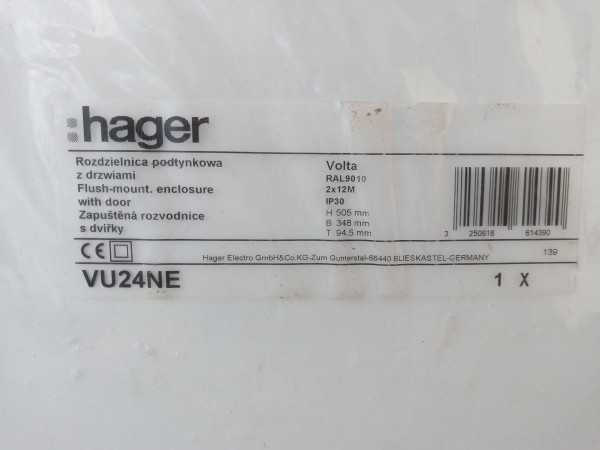 :hager
Rozdzielnica podtynkowa
z drzwiami
Flush-mount. enclosure
with door
Zapuštěná rozvodnice
s dvířky
Volta
RAL9010
2x12M
IP30
H 505 mm
B 348 mm
T 94.5 mm
3 250616 614390
CE
Hager Electro GmbH&Co.KG-Zum Gunterstal-66440 BLIESKASTEL-GERMANY
139
VU24NE
1 X